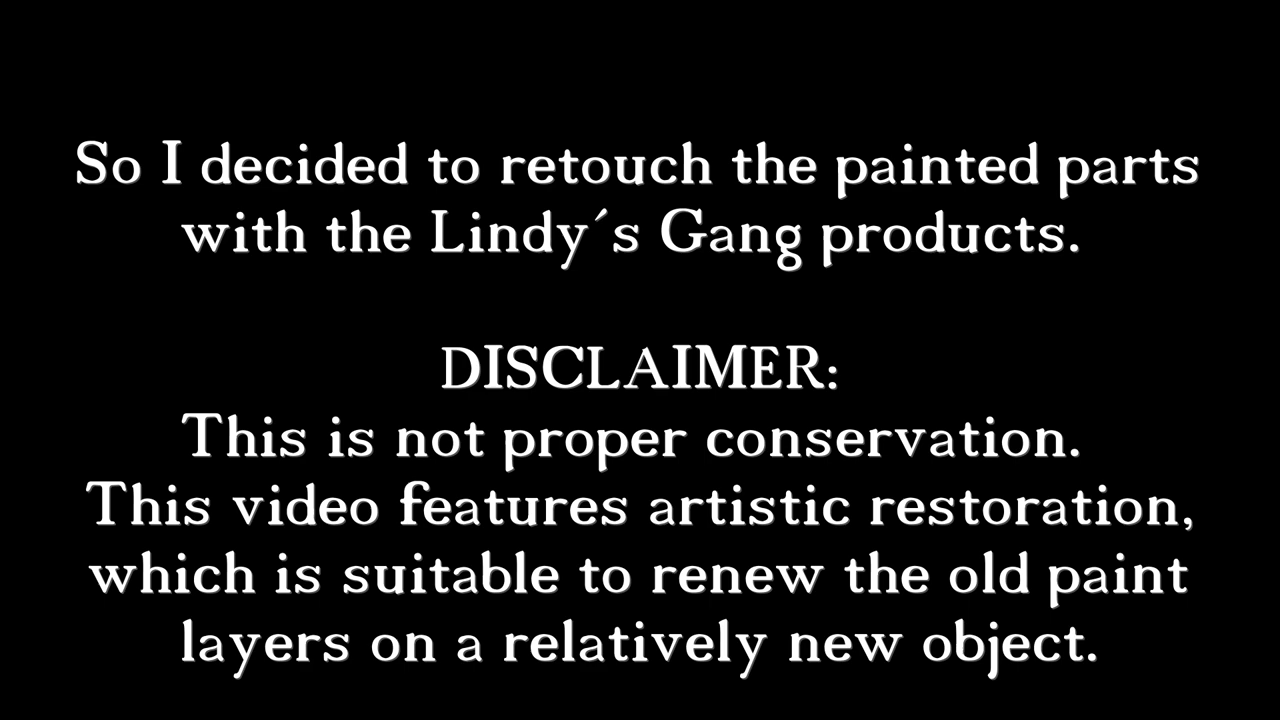 So I decided to retouch the painted parts
with the Lindy´s Gang products.
DISCLAIMER:
This is not proper conservation.
This video features artistic restoration,
which is suitable to renew the old paint
layers on a relatively new object.